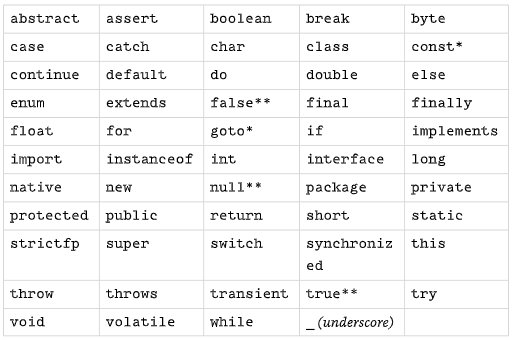 abstract assert boolean break byte
case catch char class const*
continue default do double else
enum extends false** final finally
float for goto* if implements
import instanceof int interface long
native new null** package private
protected public return short static
strictfp super switch synchroniz this
ed
throw throws transient true** try
void volatile while _ (underscore)